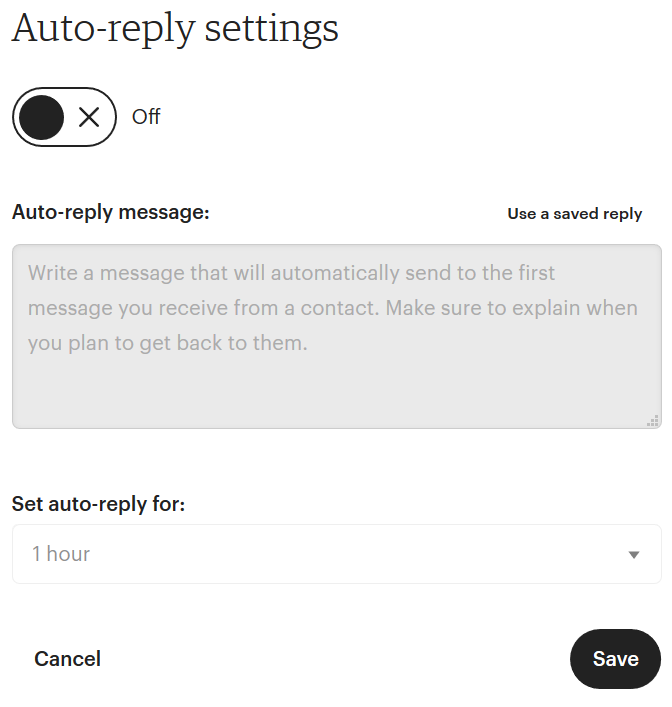 Auto-reply settings
Off
Auto-reply message:
Use a saved reply
Write a message that will automatically send to the first
message you receive from a contact. Make sure to explain when
you plan to get back to them.
Set auto-reply for:
1 hour
Cancel
Save